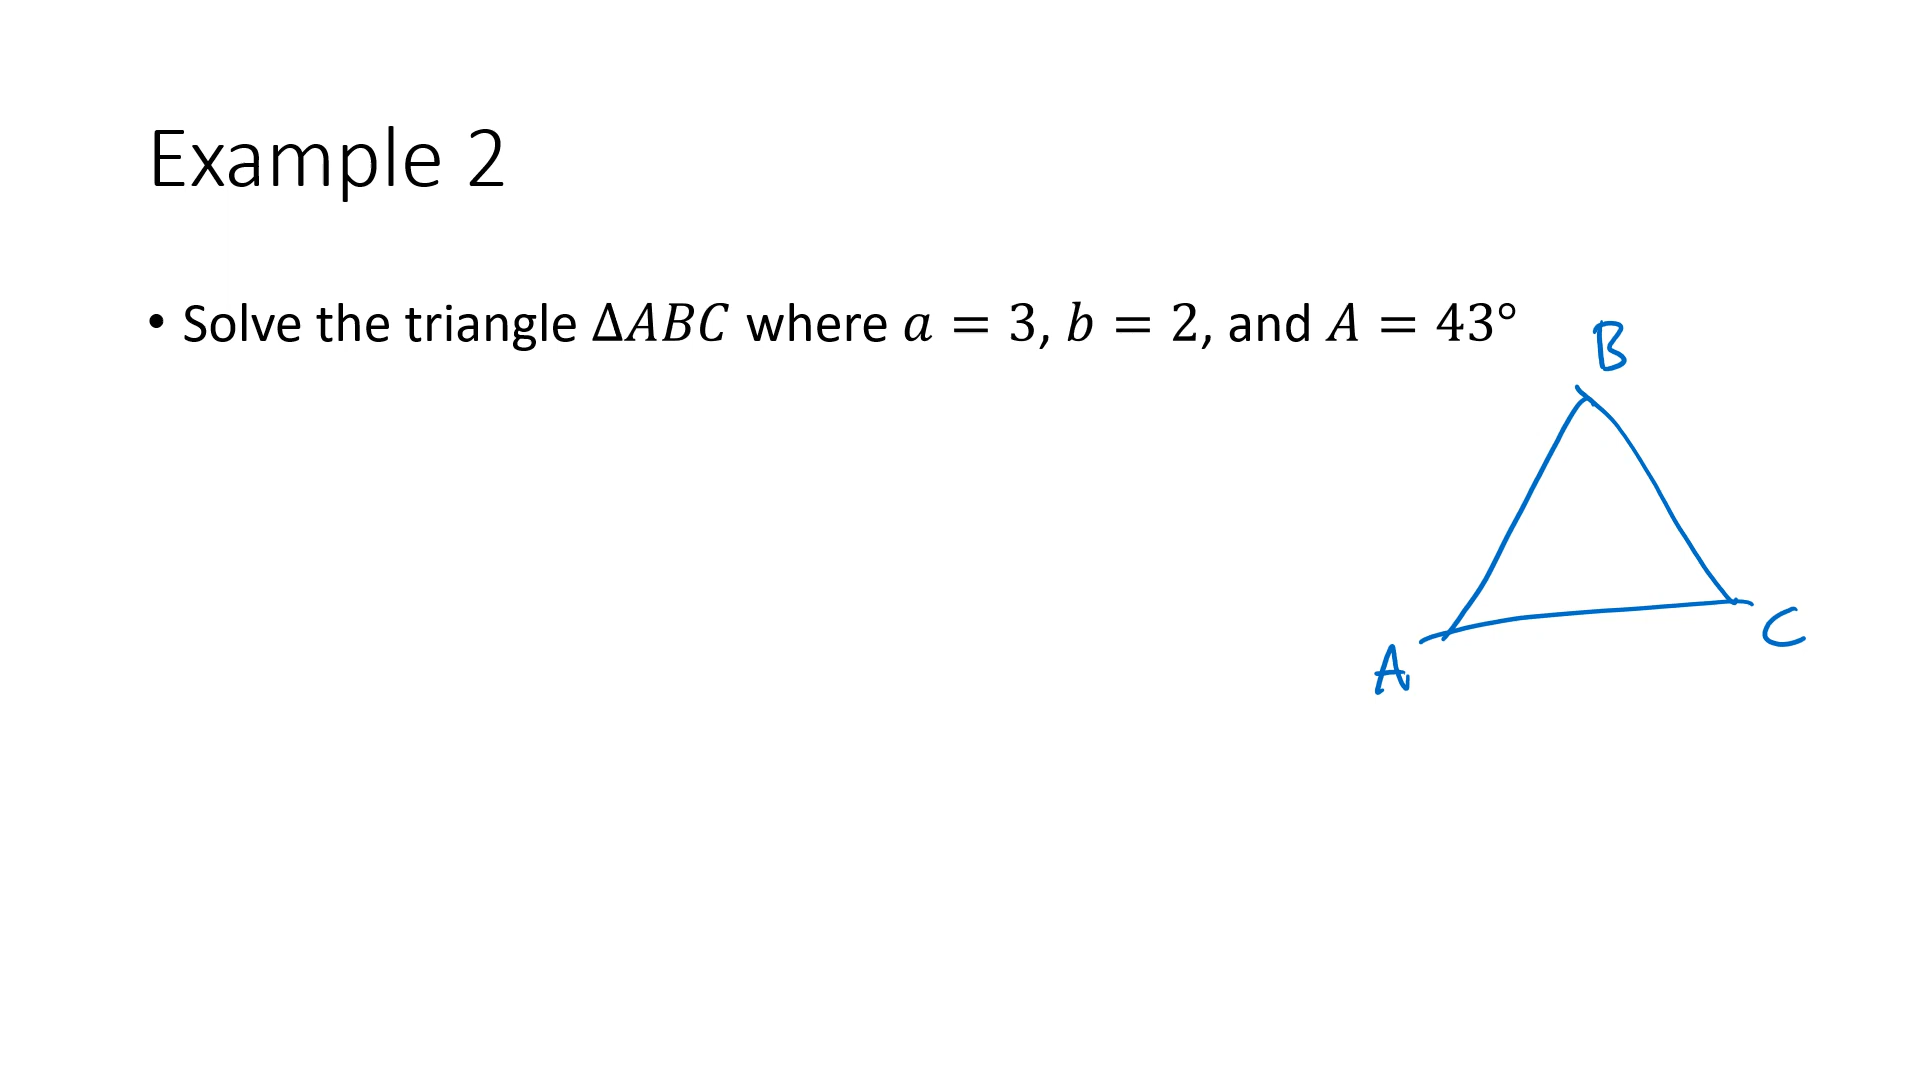 Example 2
• Solve the triangle Δ𝐴𝐵𝐶 where 𝑎 = 3, 𝑏 = 2, and 𝐴 = 43°
B
C
A